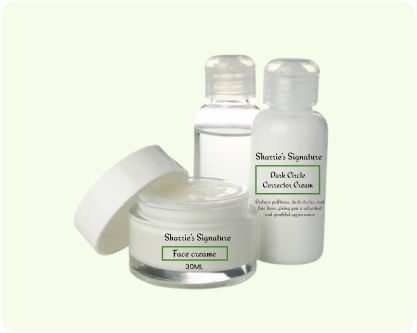 Sharrie's Signature
Dark Circle
Corrector Cream
Reduce puffiness, dark circles, and
fine lines, giving you a refreshed
and youthful appearance
Sharrie's Signature
Face creame
30ML